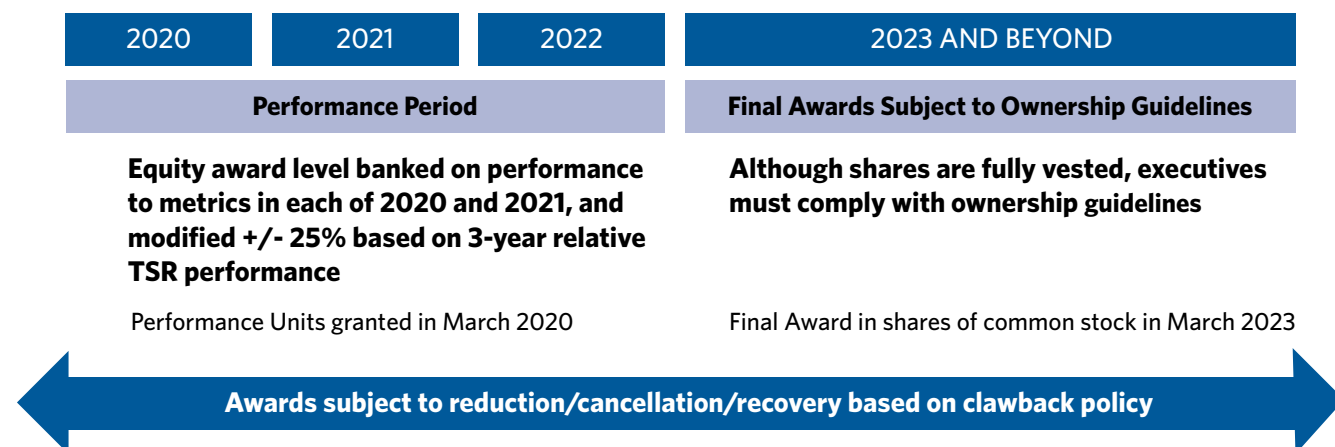 2020
2021
2022
2023 AND BEYOND
Performance Period
Final Awards Subject to Ownership Guidelines
Equity award level banked on performance
to metrics in each of 2020 and 2021, and
modified +/- 25% based on 3-year relative
TSR performance
Although shares are fully vested, executives
must comply with ownership guidelines
Performance Units granted in March 2020
Final Award in shares of common stock in March 2023
Awards subject to reduction/cancellation/recovery based on clawback policy